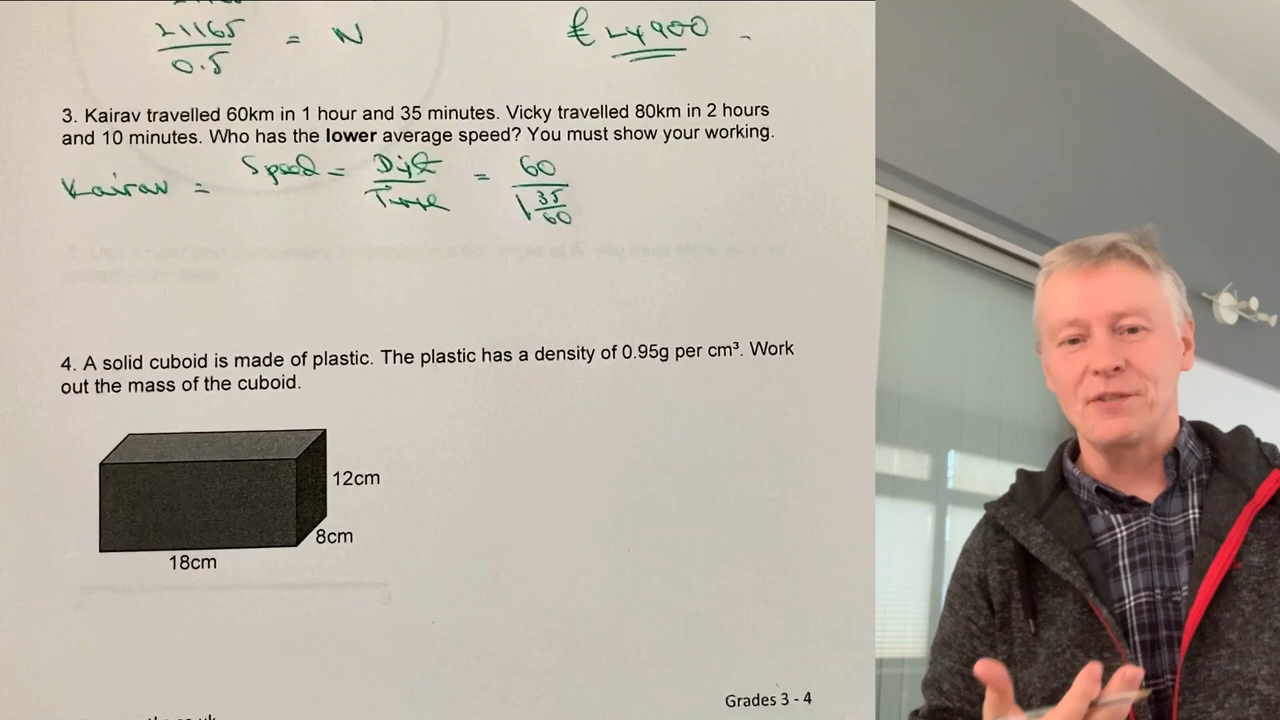 21165
0.5
= N
£24900
3. Kairav travelled 60km in 1 hour and 35 minutes. Vicky travelled 80km in 2 hours
and 10 minutes. Who has the lower average speed? You must show your working.
Kairav = Speed = Dist/Time = 60/1 35/60
4. A solid cuboid is made of plastic. The plastic has a density of 0.95g per cm³. Work
out the mass of the cuboid.
12cm
8cm
18cm
Grades 3 - 4